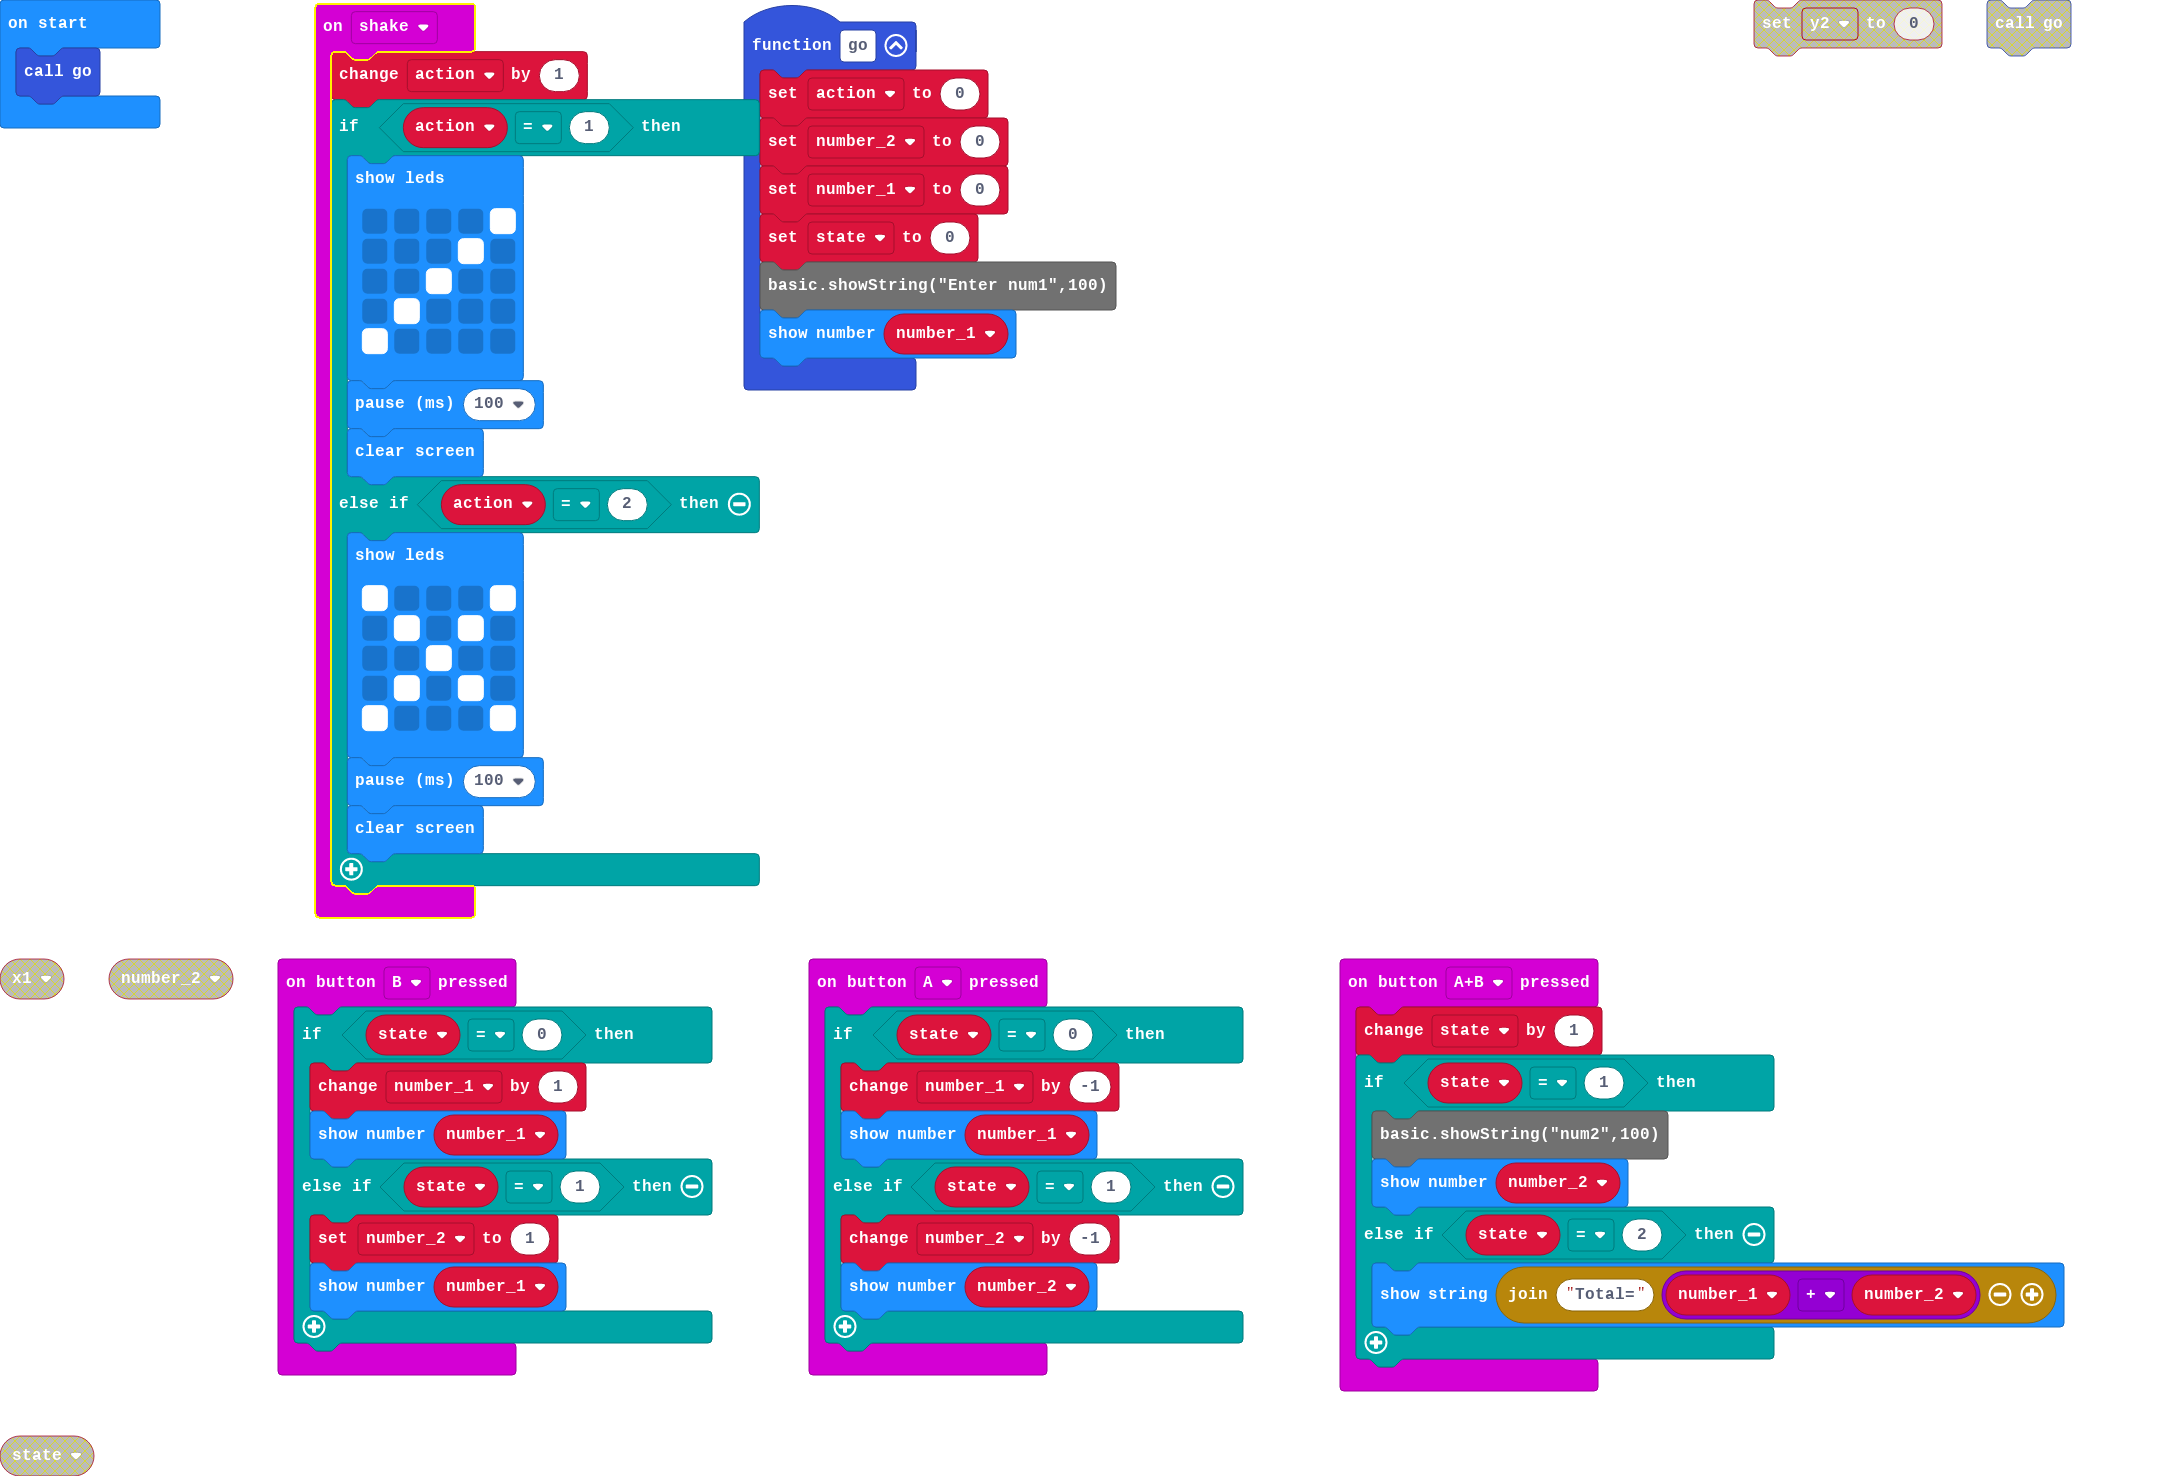 on start
call go
on shake
change action by 1
if action = 1 then
show leds
pause (ms) 100
clear screen
else if action = 2 then
show leds
pause (ms) 100
clear screen
function go
set action to 0
set number_2 to 0
set number_1 to 0
set state to 0
basic.showString("Enter num1",100)
show number number_1
set y2 to 0
call go
x1
number_2
on button B pressed
if state = 0 then
change number_1 by 1
show number number_1
else if state = 1 then
set number_2 to 1
show number number_1
on button A pressed
if state = 0 then
change number_1 by -1
show number number_1
else if state = 1 then
change number_2 by -1
show number number_2
on button A+B pressed
change state by 1
if state = 1 then
basic.showString("num2",100)
show number number_2
else if state = 2 then
show string join "Total=" number_1 + number_2
state